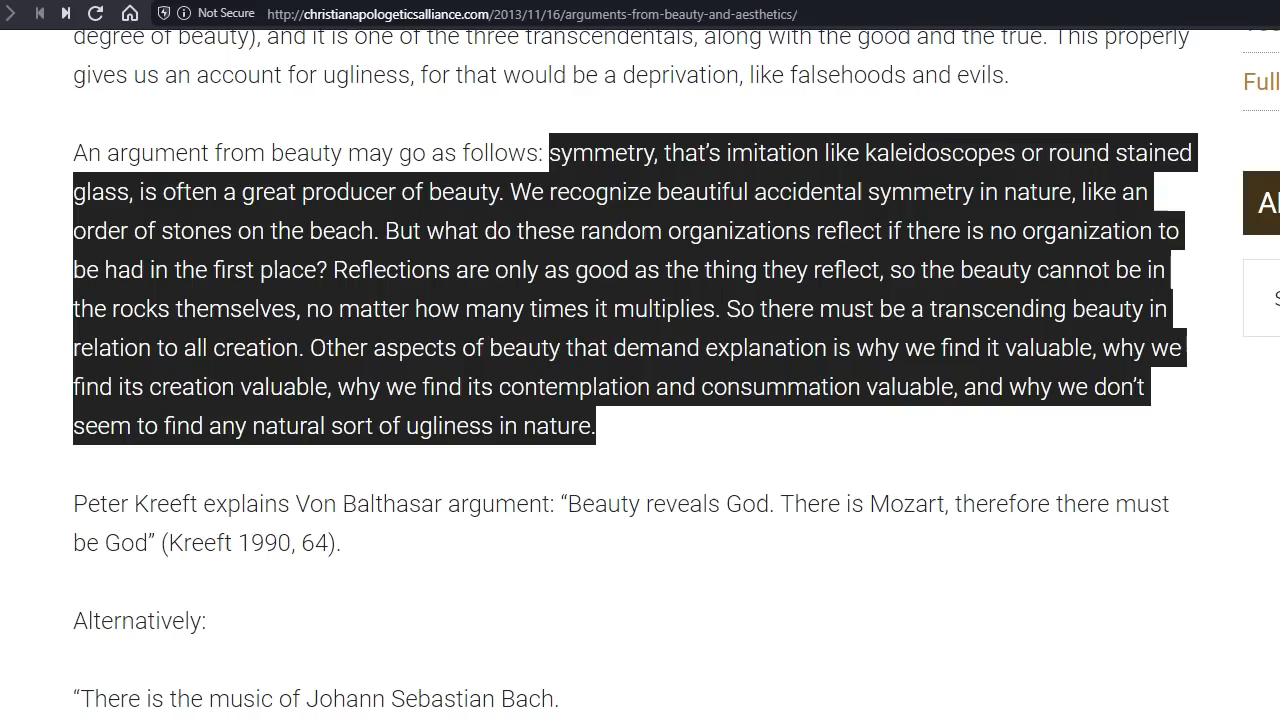 Not Secure http://christianapologeticsalliance.com/2013/11/16/arguments-from-beauty-and-aesthetics/
degree of beauty), and it is one of the three transcendentals, along with the good and the true. This properly
gives us an account for ugliness, for that would be a deprivation, like falsehoods and evils.
Full
An argument from beauty may go as follows: symmetry, that’s imitation like kaleidoscopes or round stained
glass, is often a great producer of beauty. We recognize beautiful accidental symmetry in nature, like an
order of stones on the beach. But what do these random organizations reflect if there is no organization to
be had in the first place? Reflections are only as good as the thing they reflect, so the beauty cannot be in
the rocks themselves, no matter how many times it multiplies. So there must be a transcending beauty in
relation to all creation. Other aspects of beauty that demand explanation is why we find it valuable, why we
find its creation valuable, why we find its contemplation and consummation valuable, and why we don’t
seem to find any natural sort of ugliness in nature.
Peter Kreeft explains Von Balthasar argument: “Beauty reveals God. There is Mozart, therefore there must
be God” (Kreeft 1990, 64).
Alternatively:
“There is the music of Johann Sebastian Bach.